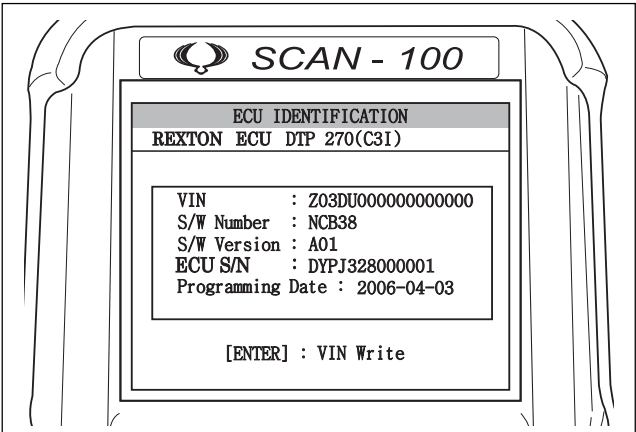 SCAN - 100
ECU IDENTIFICATION
REXTON ECU DTP 270(C3I)
VIN : Z03DU000000000000
S/W Number : NCB38
S/W Version : A01
ECU S/N : DYPJ328000001
Programming Date : 2006-04-03
[ENTER] : VIN Write